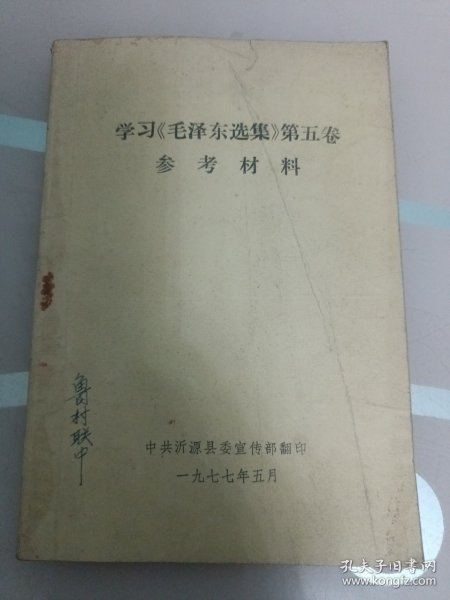 学习《毛泽东选集》第五卷
参考材料
鲁村联中
中共沂源县委宣传部翻印
一九七七年五月
孔夫子旧书网
www.kongfz.com